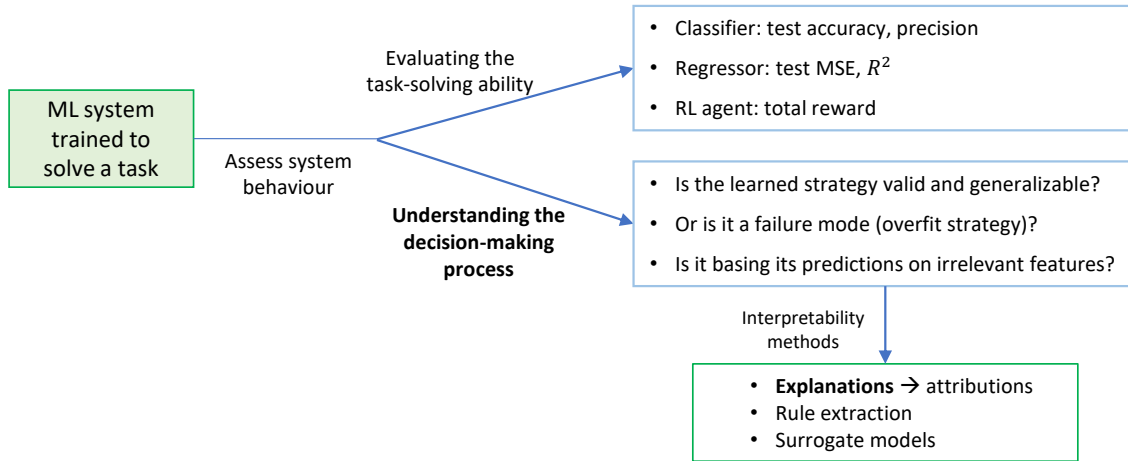 ML system
trained to
solve a task
Assess system
behaviour
Evaluating the
task-solving ability
• Classifier: test accuracy, precision
• Regressor: test MSE, R²
• RL agent: total reward
Understanding the
decision-making
process
• Is the learned strategy valid and generalizable?
• Or is it a failure mode (overfit strategy)?
• Is it basing its predictions on irrelevant features?
Interpretability
methods
• Explanations → attributions
• Rule extraction
• Surrogate models